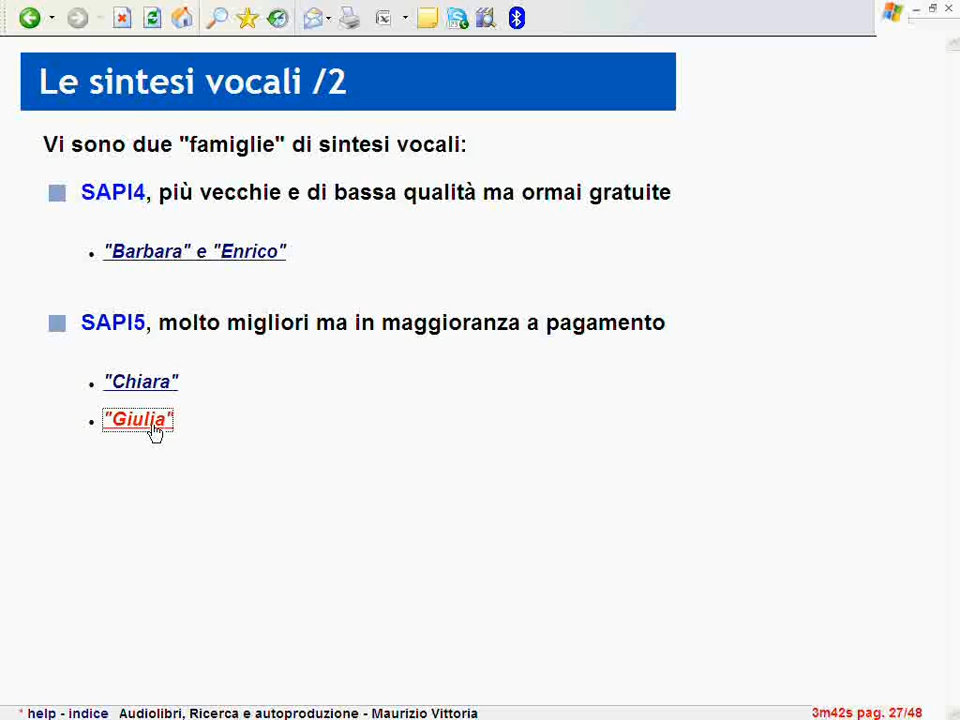 Le sintesi vocali /2
Vi sono due "famiglie" di sintesi vocali:
SAPI4, più vecchie e di bassa qualità ma ormai gratuite
"Barbara" e "Enrico"
SAPI5, molto migliori ma in maggioranza a pagamento
"Chiara"
"Giulia"
* help - indice Audiolibri, Ricerca e autoproduzione - Maurizio Vittoria 3m42s pag. 27/48